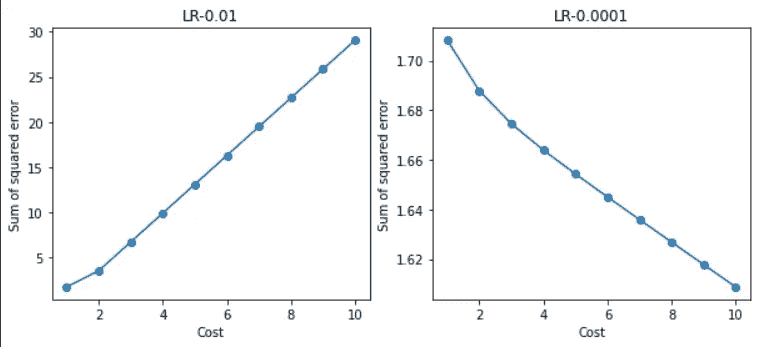 LR-0.01
30
25
20
15
10
5
Sum of squared error
2 4 6 8 10
Cost
LR-0.0001
1.70
1.68
1.66
1.64
1.62
Sum of squared error
2 4 6 8 10
Cost